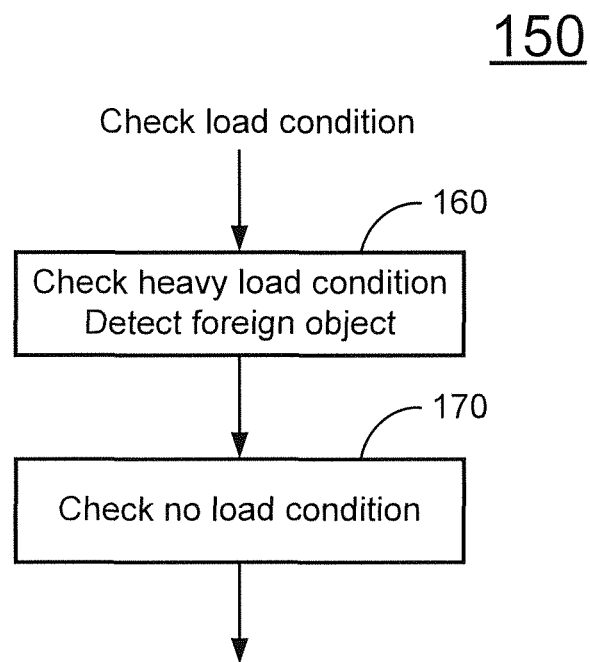 150
Check load condition
160
Check heavy load condition
Detect foreign object
170
Check no load condition